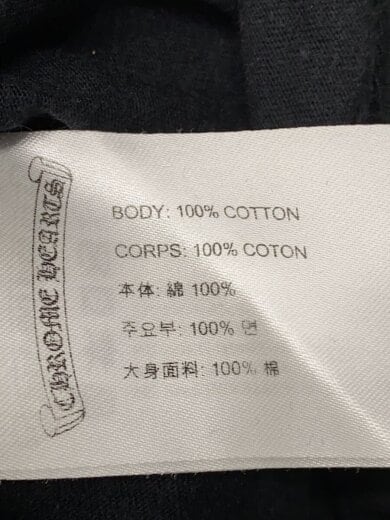 CHROME HEARTS
BODY: 100% COTTON
CORPS: 100% COTON
本体: 綿 100%
주요부: 100% 면
大身面料: 100% 棉